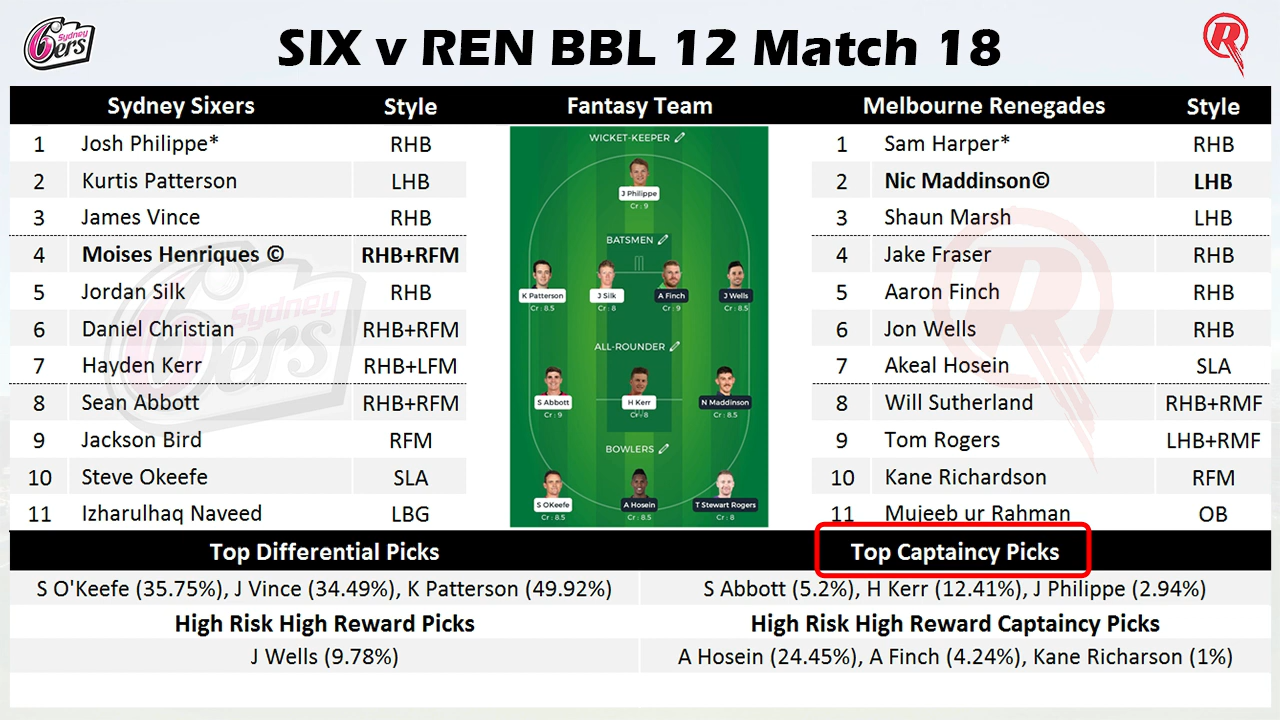 Sydney
6ers
SIX v REN BBL 12 Match 18
R
Sydney Sixers Style Fantasy Team Melbourne Renegades Style
1 Josh Philippe* RHB
2 Kurtis Patterson LHB
3 James Vince RHB
4 Moises Henriques © RHB+RFM
5 Jordan Silk RHB
6 Daniel Christian RHB+RFM
7 Hayden Kerr RHB+LFM
8 Sean Abbott RHB+RFM
9 Jackson Bird RFM
10 Steve Okeefe SLA
11 Izharulhaq Naveed LBG
Sydney
6ers
WICKET-KEEPER
J Philippe
Cr : 9
BATSMEN
K Patterson J Silk A Finch J Wells
Cr : 8.5 Cr : 8 Cr : 9 Cr : 8.5
ALL-ROUNDER
S Abbott H Kerr N Maddinson
Cr : 9 Cr : 8 Cr : 8.5
BOWLERS
S OKeefe A Hosein T Stewart Rogers
Cr : 8.5 Cr : 8.5 Cr : 8
1 Sam Harper* RHB
2 Nic Maddinson© LHB
3 Shaun Marsh LHB
4 Jake Fraser RHB
5 Aaron Finch RHB
6 Jon Wells RHB
7 Akeal Hosein SLA
8 Will Sutherland RHB+RMF
9 Tom Rogers LHB+RMF
10 Kane Richardson RFM
11 Mujeeb ur Rahman OB
R
Top Differential Picks Top Captaincy Picks
S O'Keefe (35.75%), J Vince (34.49%), K Patterson (49.92%) S Abbott (5.2%), H Kerr (12.41%), J Philippe (2.94%)
High Risk High Reward Picks High Risk High Reward Captaincy Picks
J Wells (9.78%) A Hosein (24.45%), A Finch (4.24%), Kane Richarson (1%)